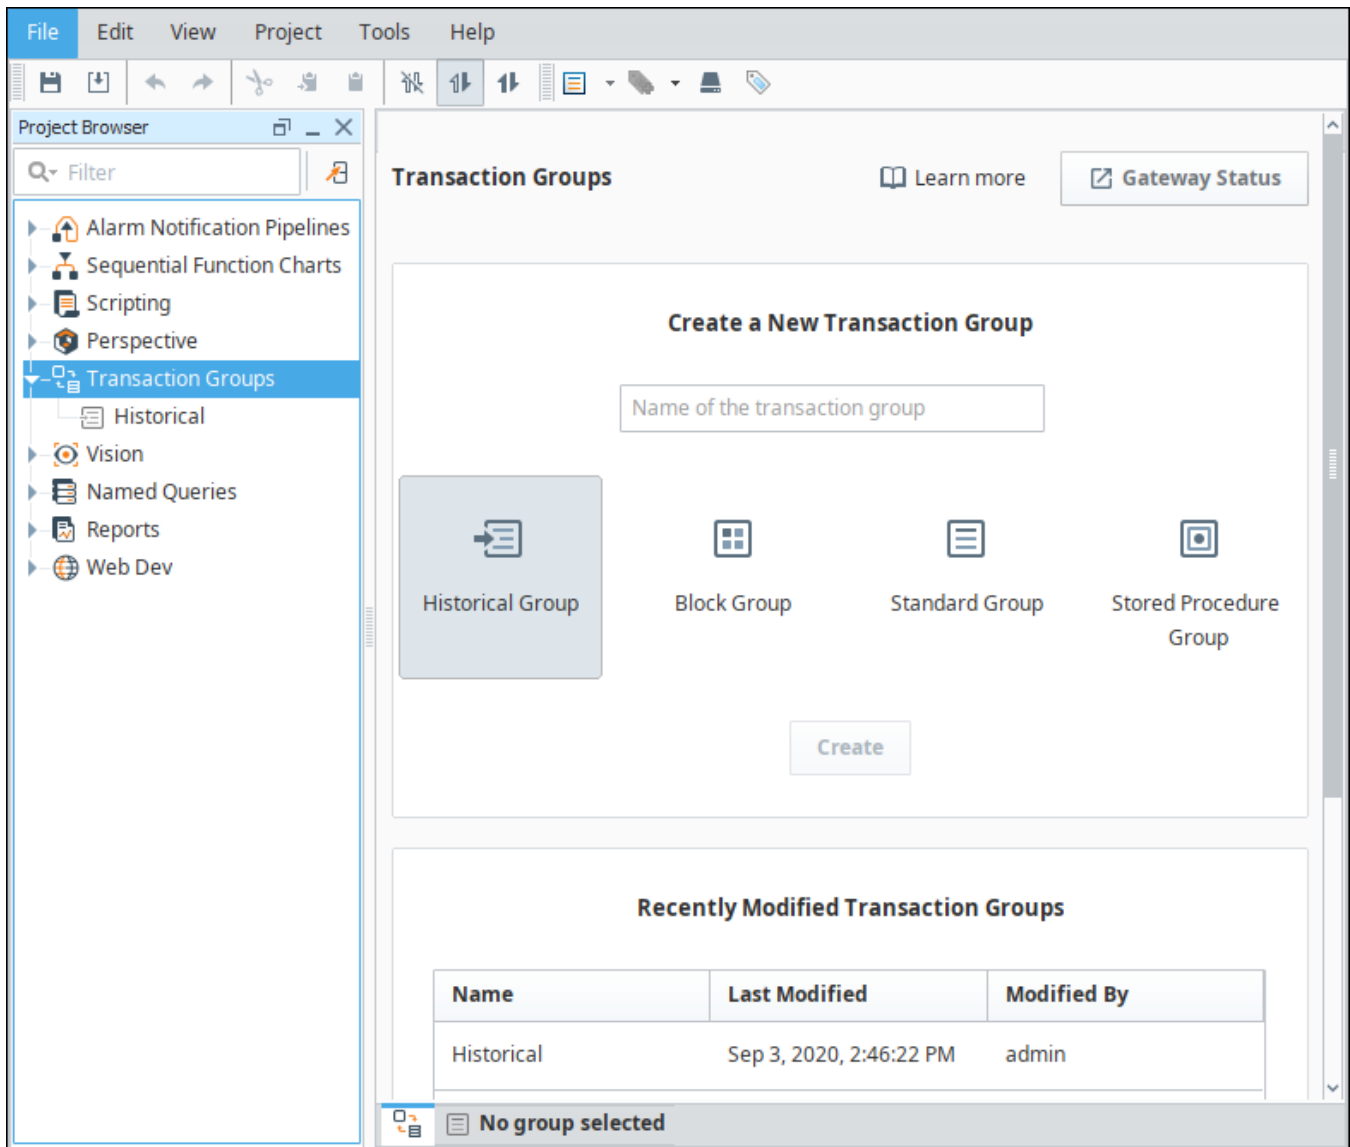 File Edit View Project Tools Help
Project Browser
Filter
Alarm Notification Pipelines
Sequential Function Charts
Scripting
Perspective
Transaction Groups
Historical
Vision
Named Queries
Reports
Web Dev
Transaction Groups Learn more Gateway Status
Create a New Transaction Group
Name of the transaction group
Historical Group Block Group Standard Group Stored Procedure
Group
Create
Recently Modified Transaction Groups
Name Last Modified Modified By
Historical Sep 3, 2020, 2:46:22 PM admin
No group selected